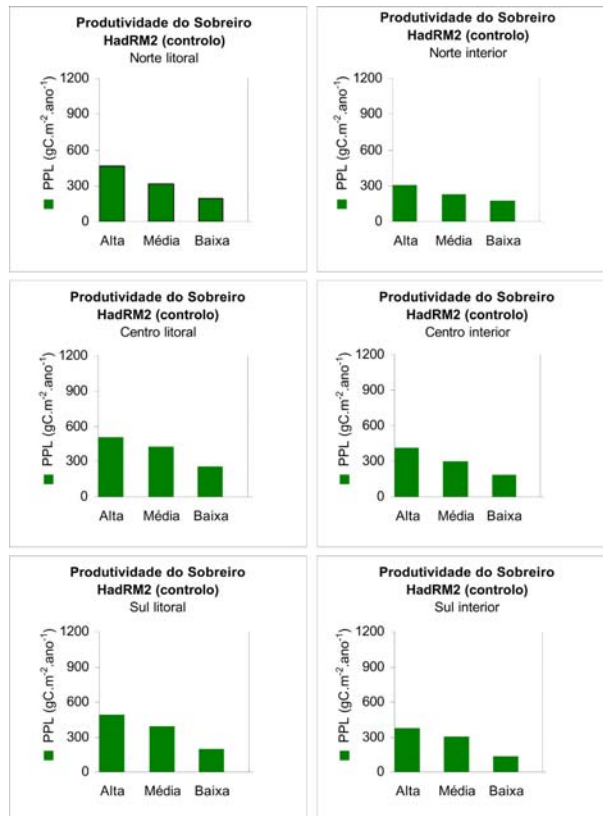 Produtividade do Sobreiro
HadRM2 (controlo)
Norte litoral
PPL (gC.m-2.ano-1)
1200
900
600
300
0
Alta Média Baixa
Produtividade do Sobreiro
HadRM2 (controlo)
Norte interior
PPL (gC.m-2.ano-1)
1200
900
600
300
0
Alta Média Baixa
Produtividade do Sobreiro
HadRM2 (controlo)
Centro litoral
PPL (gC.m-2.ano-1)
1200
900
600
300
0
Alta Média Baixa
Produtividade do Sobreiro
HadRM2 (controlo)
Centro interior
PPL (gC.m-2.ano-1)
1200
900
600
300
0
Alta Média Baixa
Produtividade do Sobreiro
HadRM2 (controlo)
Sul litoral
PPL (gC.m-2.ano-1)
1200
900
600
300
0
Alta Média Baixa
Produtividade do Sobreiro
HadRM2 (controlo)
Sul interior
PPL (gC.m-2.ano-1)
1200
900
600
300
0
Alta Média Baixa